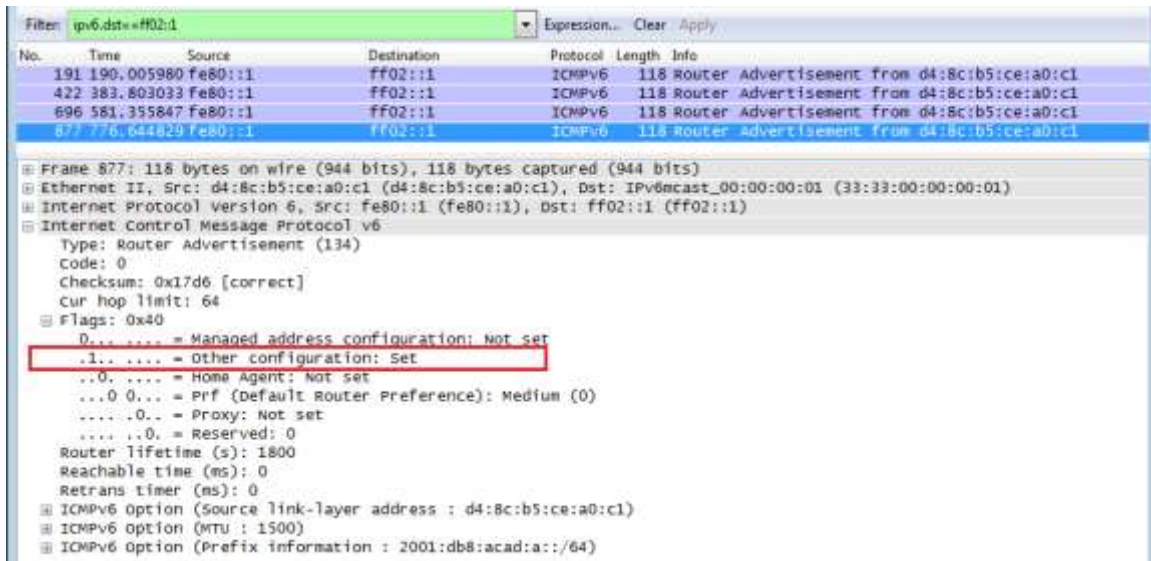 Filter: ipv6.dst==ff02::1 Expression... Clear Apply
No. Time Source Destination Protocol Length Info
191 190.005980 fe80::1 ff02::1 ICMPv6 118 Router Advertisement from d4:8c:b5:ce:a0:c1
422 383.803033 fe80::1 ff02::1 ICMPv6 118 Router Advertisement from d4:8c:b5:ce:a0:c1
696 581.355847 fe80::1 ff02::1 ICMPv6 118 Router Advertisement from d4:8c:b5:ce:a0:c1
877 776.644829 fe80::1 ff02::1 ICMPv6 118 Router Advertisement from d4:8c:b5:ce:a0:c1
Frame 877: 118 bytes on wire (944 bits), 118 bytes captured (944 bits)
Ethernet II, Src: d4:8c:b5:ce:a0:c1 (d4:8c:b5:ce:a0:c1), Dst: IPv6mcast_00:00:00:01 (33:33:00:00:00:01)
Internet Protocol Version 6, Src: fe80::1 (fe80::1), Dst: ff02::1 (ff02::1)
Internet Control Message Protocol v6
Type: Router Advertisement (134)
Code: 0
Checksum: 0x17d6 [correct]
Cur hop limit: 64
Flags: 0x40
0... .... = Managed address configuration: Not set
.1.. .... = Other configuration: Set
..0. .... = Home Agent: Not set
...0 0... = Prf (Default Router Preference): Medium (0)
.... .0.. = Proxy: Not set
.... ..0. = Reserved: 0
Router lifetime (s): 1800
Reachable time (ms): 0
Retrans timer (ms): 0
ICMPv6 Option (Source link-layer address : d4:8c:b5:ce:a0:c1)
ICMPv6 Option (MTU : 1500)
ICMPv6 Option (Prefix information : 2001:db8:acad:a::/64)